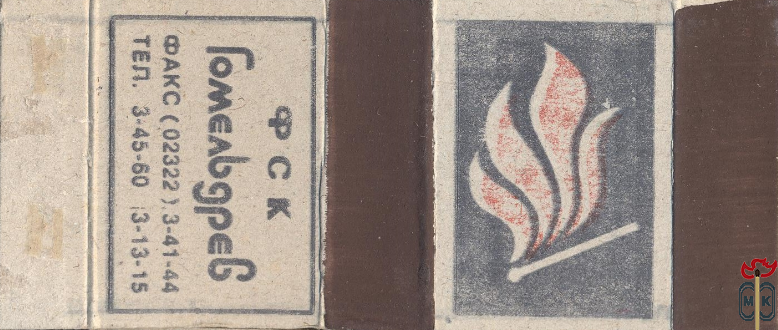 ФСК
Гомельдрев
ФАКС (02322) 3-41-44
ТЕЛ. 3-45-60 3-13-15
МК